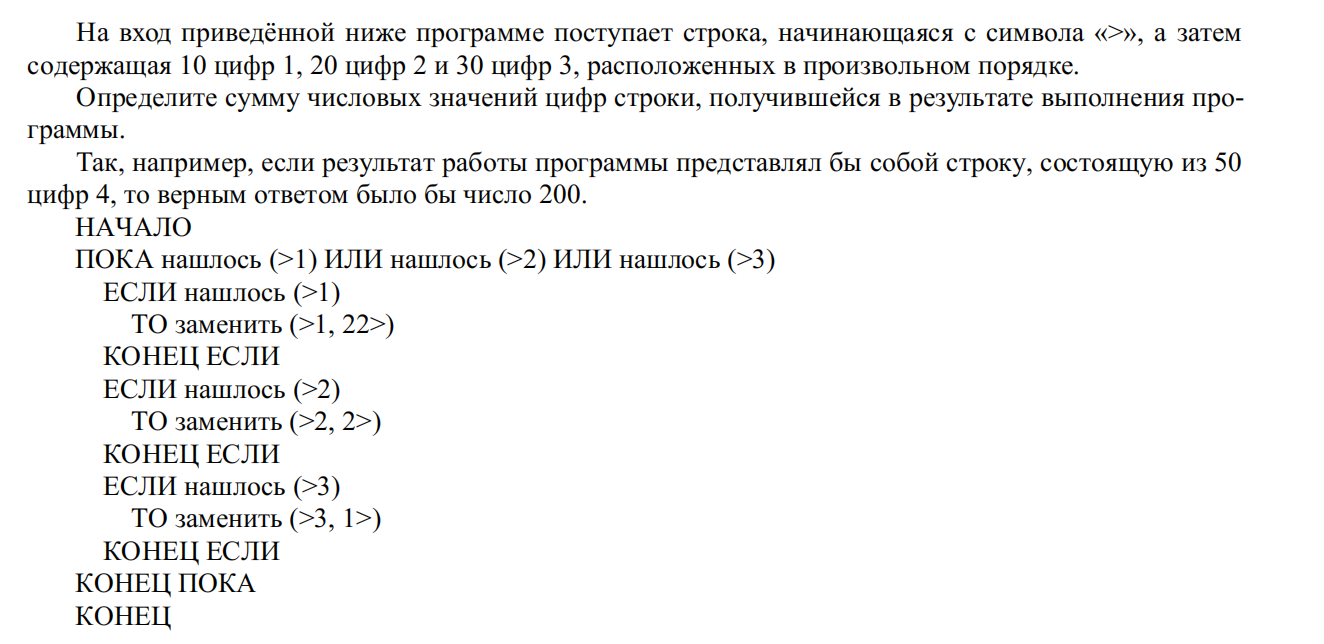 На вход приведённой ниже программе поступает строка, начинающаяся с символа «>», а затем
содержащая 10 цифр 1, 20 цифр 2 и 30 цифр 3, расположенных в произвольном порядке.
Определите сумму числовых значений цифр строки, получившейся в результате выполнения про-
граммы.
Так, например, если результат работы программы представлял бы собой строку, состоящую из 50
цифр 4, то верным ответом было бы число 200.
НАЧАЛО
ПОКА нашлось (>1) ИЛИ нашлось (>2) ИЛИ нашлось (>3)
ЕСЛИ нашлось (>1)
ТО заменить (>1, 22>)
КОНЕЦ ЕСЛИ
ЕСЛИ нашлось (>2)
ТО заменить (>2, 2>)
КОНЕЦ ЕСЛИ
ЕСЛИ нашлось (>3)
ТО заменить (>3, 1>)
КОНЕЦ ЕСЛИ
КОНЕЦ ПОКА
КОНЕЦ